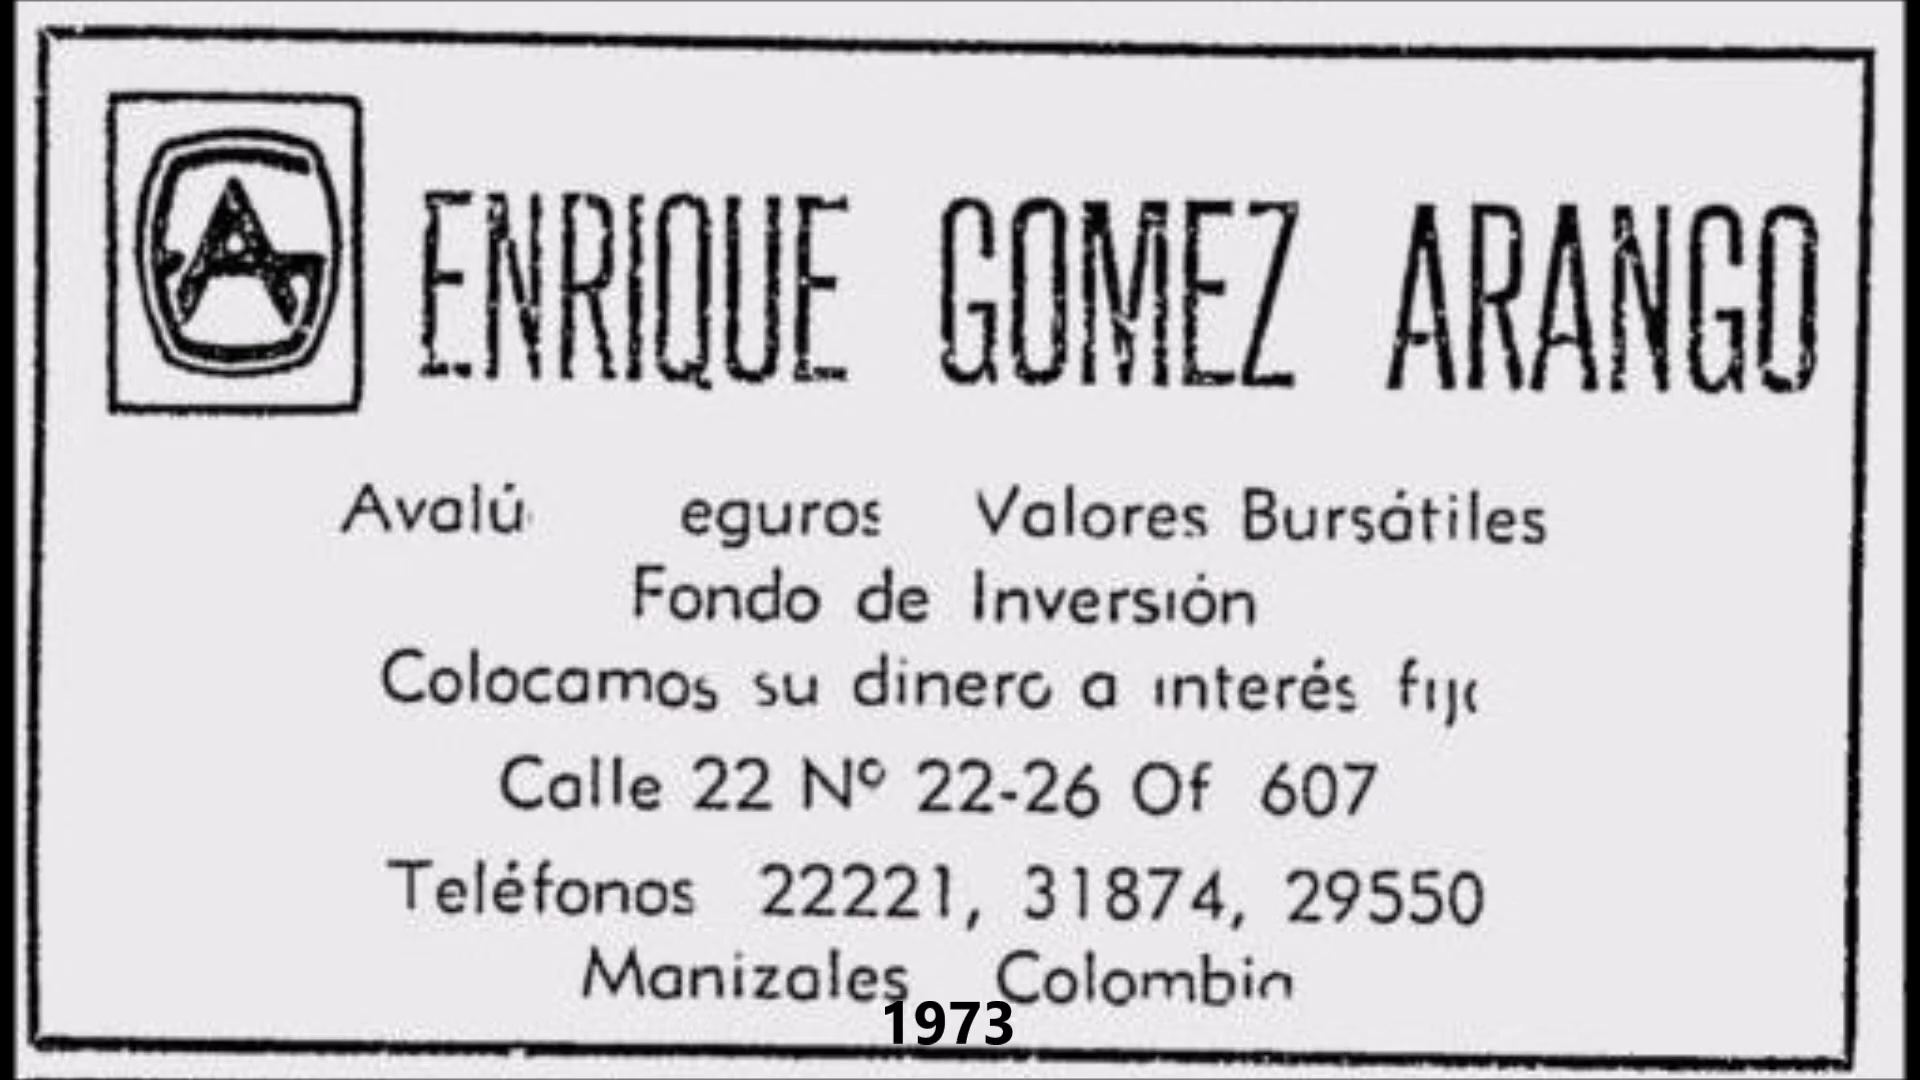 GA
ENRIQUE GOMEZ ARANGO
Avalú eguros Valores Bursátiles
Fondo de Inversión
Colocamos su dinero a interés fijo
Calle 22 Nº 22-26 Of 607
Teléfonos 22221, 31874, 29550
Manizales Colombia
1973